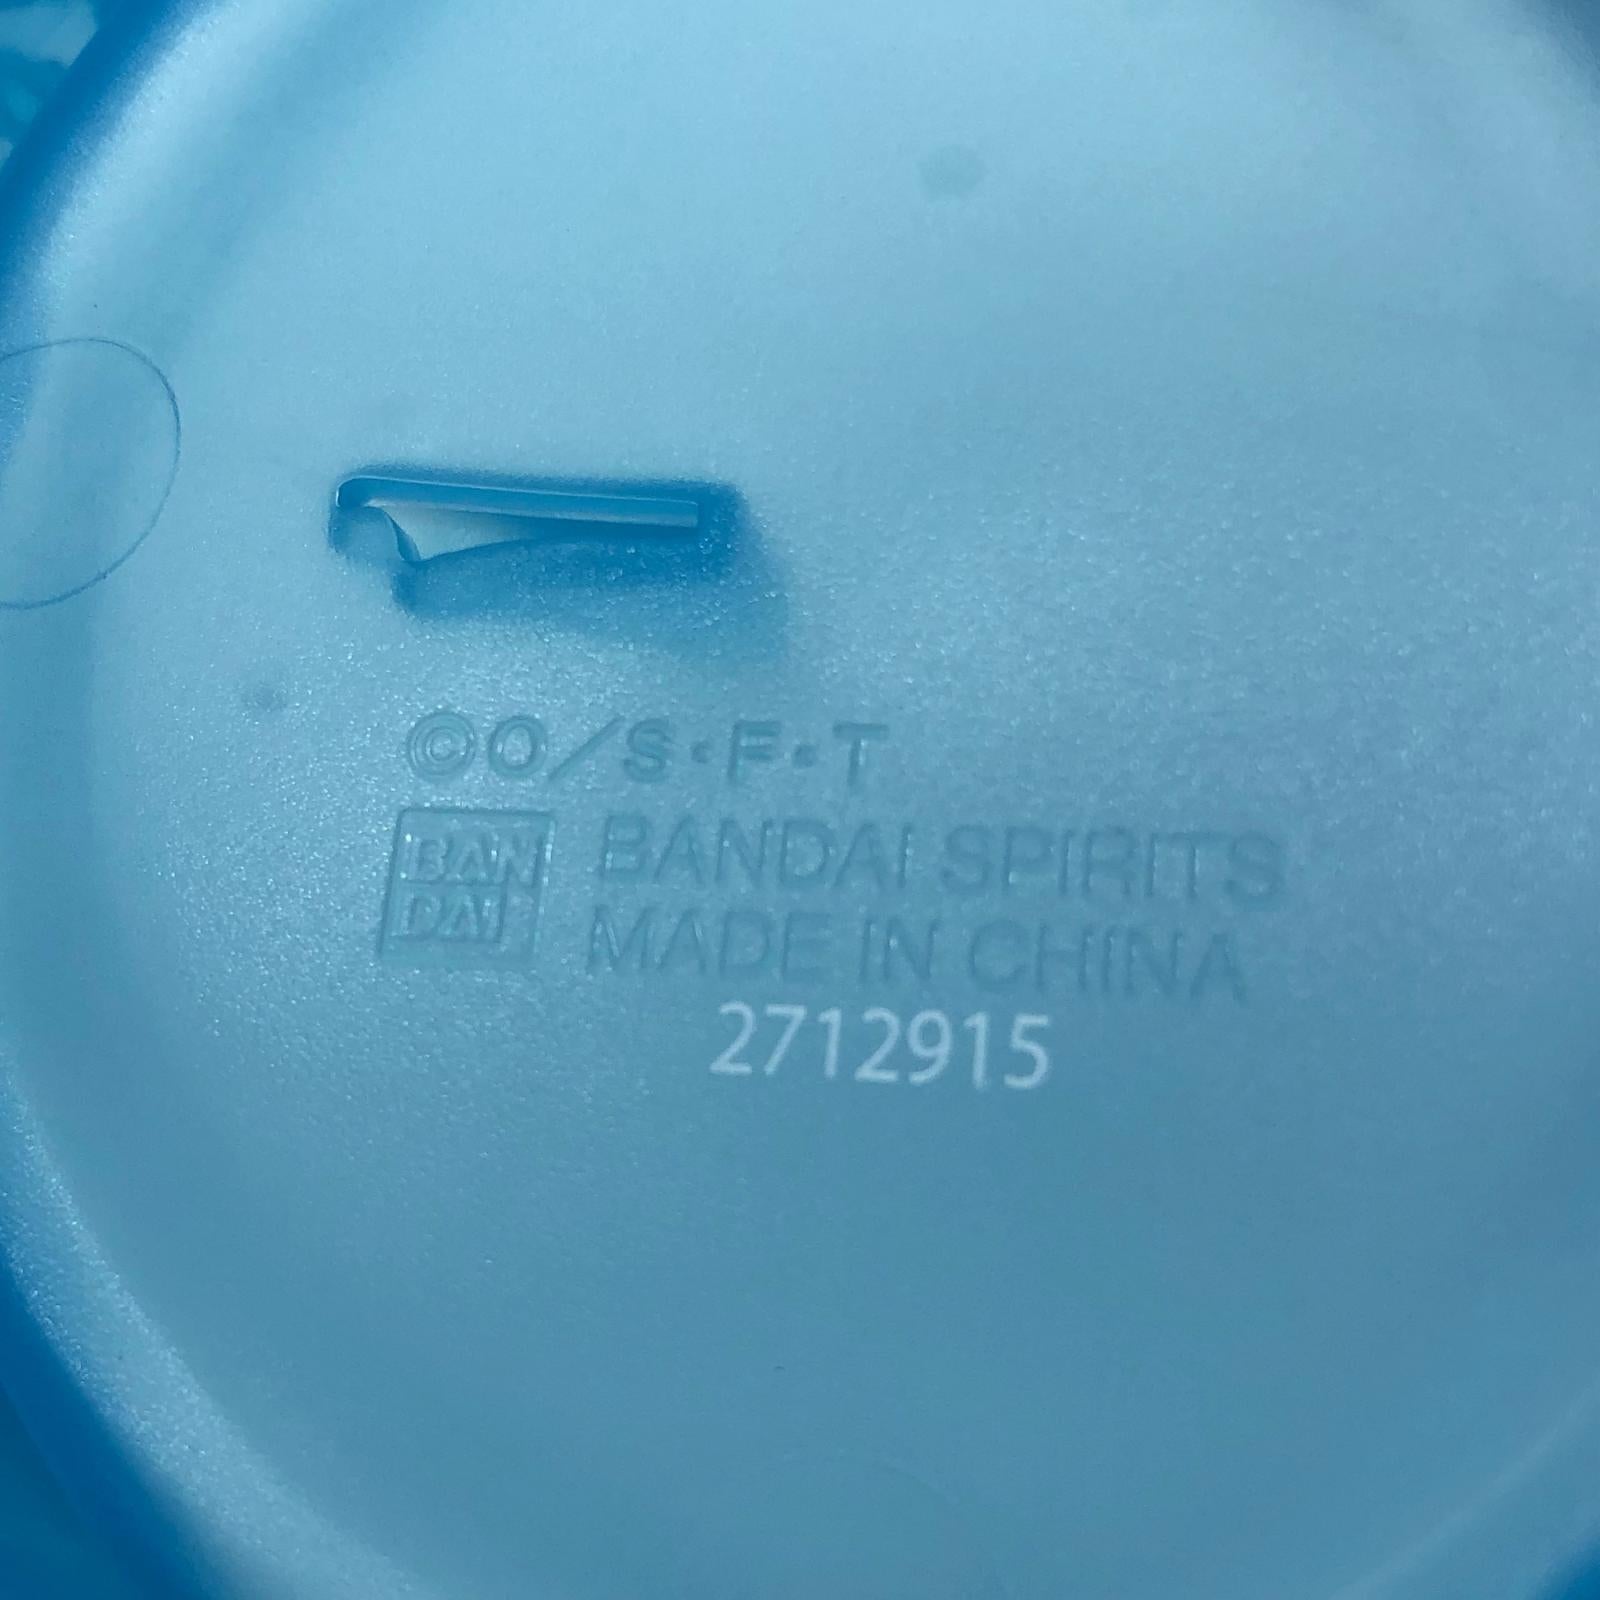 ©O/S・F・T
BAN
DAI
BANDAI SPIRITS
MADE IN CHINA
2712915